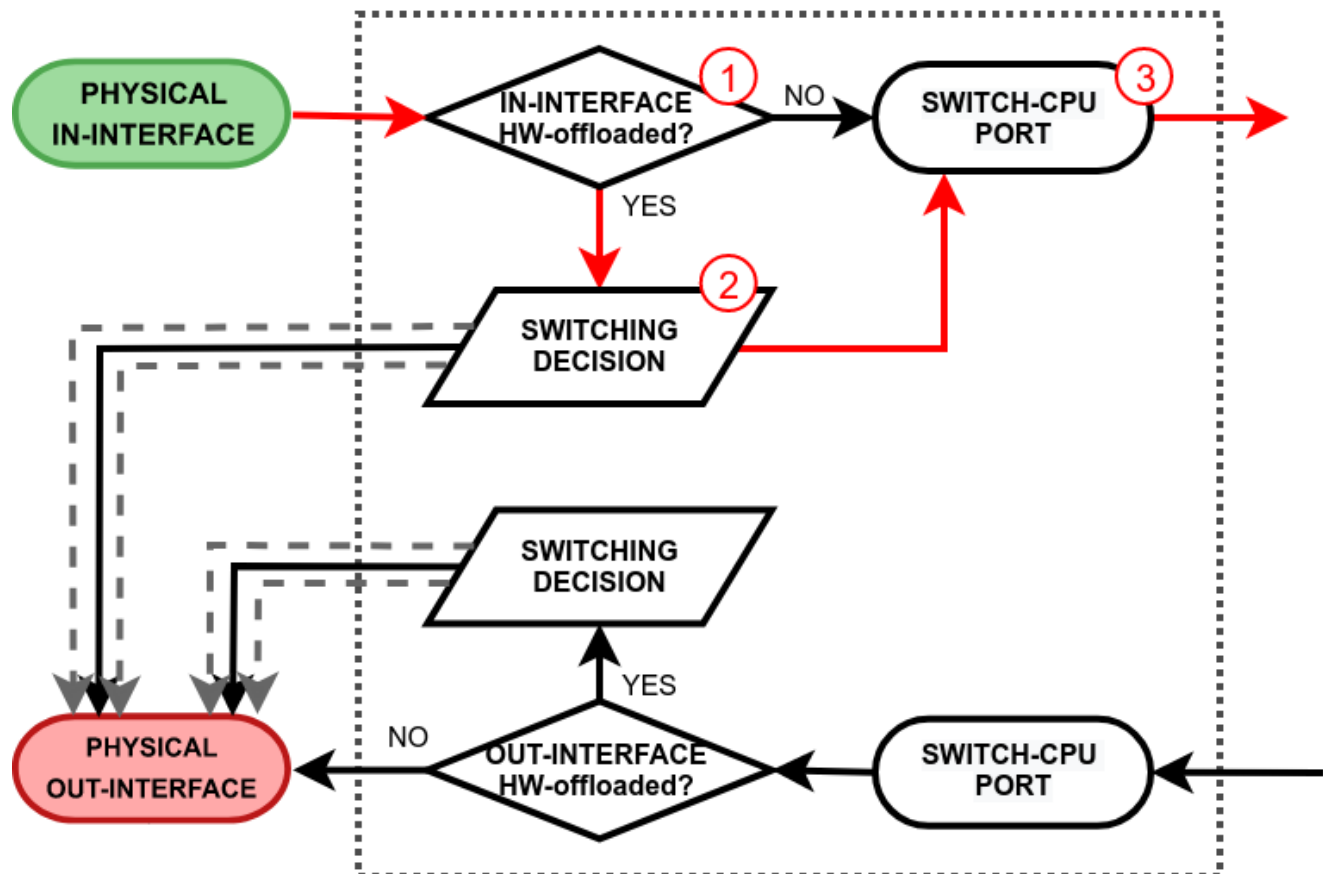 PHYSICAL
IN-INTERFACE
IN-INTERFACE
HW-offloaded?
1
NO
SWITCH-CPU
PORT
3
YES
SWITCHING
DECISION
2
SWITCHING
DECISION
YES
PHYSICAL
OUT-INTERFACE
NO
OUT-INTERFACE
HW-offloaded?
SWITCH-CPU
PORT